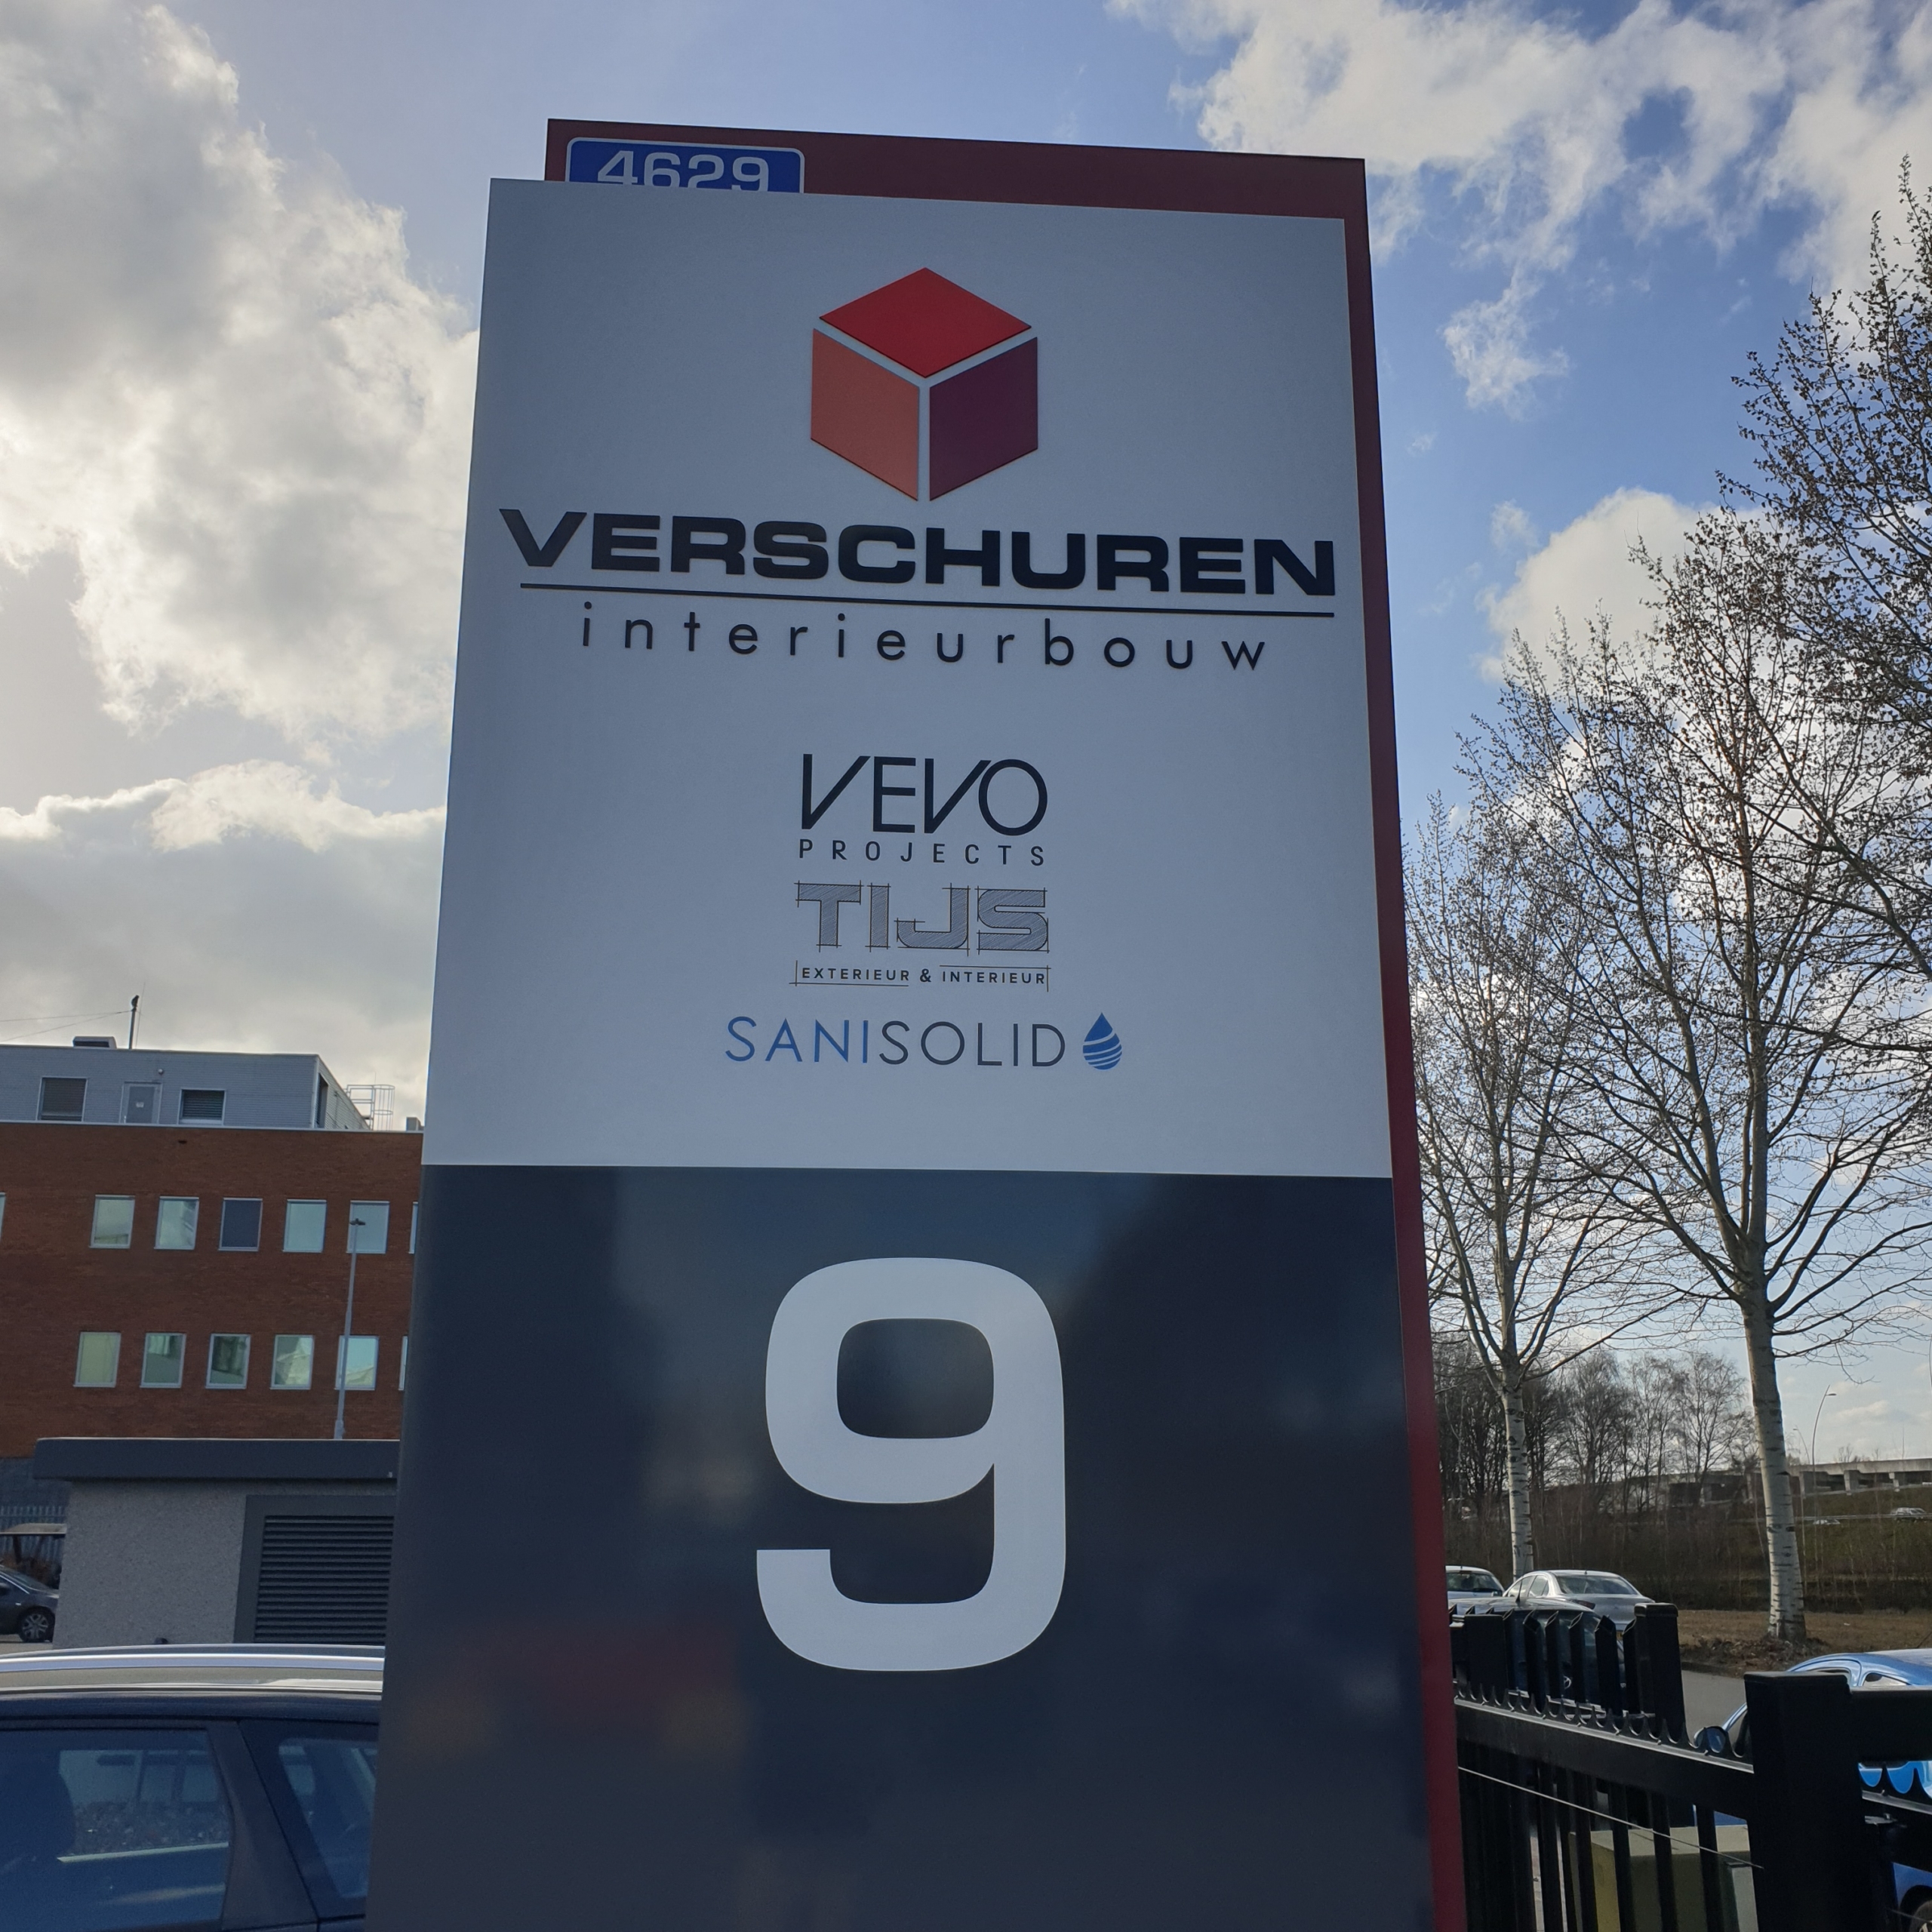 4629
VERSCHUREN
interieurbouw
VEVO
PROJECTS
TIJS
EXTERIEUR & INTERIEUR
SANISOLID
9